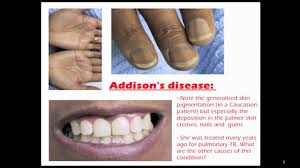 Addison's disease:
- Note the generalised skin
pigmentation (in a Caucasian
patient) but especially the
deposition in the palmer skin
creases, nails and gums.
- She was treated many years
ago for pulmonary TB. What
are the other causes of this
condition?